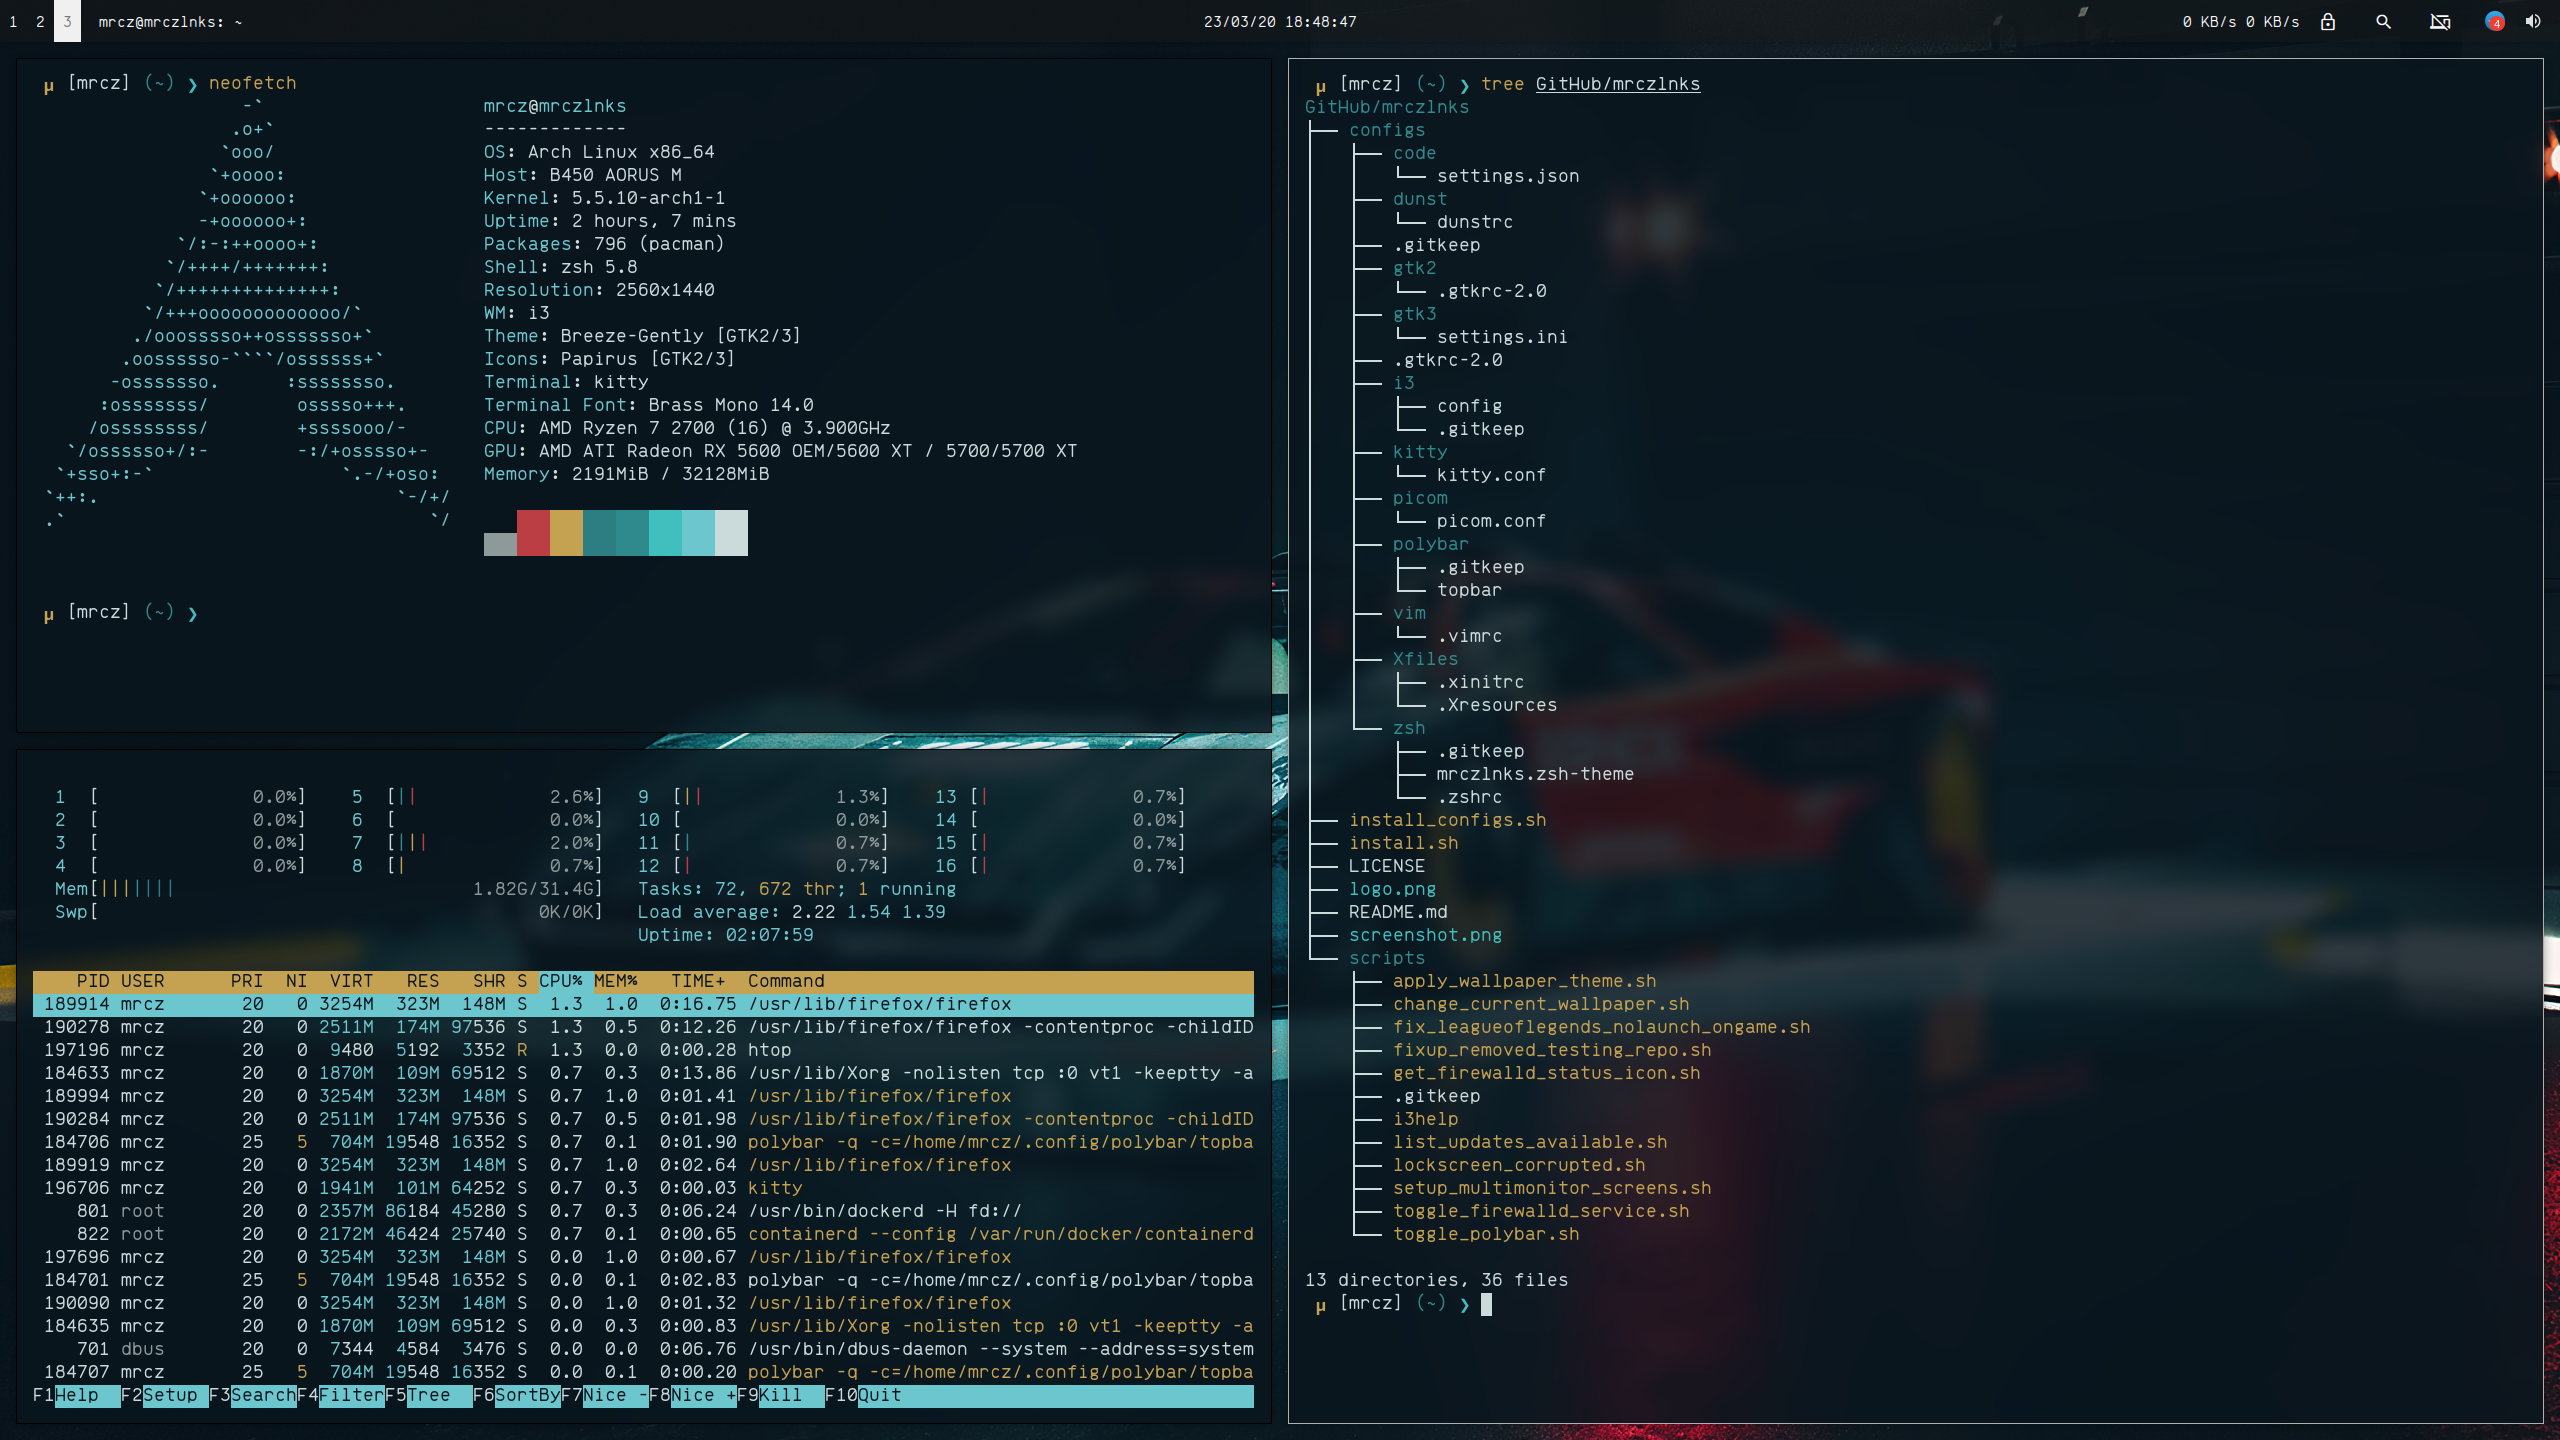 1 2 3 mrcz@mrczlnks: ~ 23/03/20 18:48:47 0 KB/s 0 KB/s 4
µ [mrcz] (~) ❯ neofetch
-`
.o+`
`ooo/
`+oooo:
`+oooooo:
-+oooooo+:
`/:-:++oooo+:
`/++++/+++++++:
`/++++++++++++++:
`/+++ooooooooooooo/`
./ooosssso++osssssso+`
.oossssso-````/ossssss+`
-osssssso. :ssssssso.
:osssssss/ osssso+++.
/ossssssss/ +ssssooo/-
`/ossssso+/:- -:/+osssso+-
`+sso+:-` `.-/+oso:
`++:. `-/+/
.` `/
mrcz@mrczlnks
-------------
OS: Arch Linux x86_64
Host: B450 AORUS M
Kernel: 5.5.10-arch1-1
Uptime: 2 hours, 7 mins
Packages: 796 (pacman)
Shell: zsh 5.8
Resolution: 2560x1440
WM: i3
Theme: Breeze-Gently [GTK2/3]
Icons: Papirus [GTK2/3]
Terminal: kitty
Terminal Font: Brass Mono 14.0
CPU: AMD Ryzen 7 2700 (16) @ 3.900GHz
GPU: AMD ATI Radeon RX 5600 OEM/5600 XT / 5700/5700 XT
Memory: 2191MiB / 32128MiB
µ [mrcz] (~) ❯
1 [ 0.0%] 5 [|| 2.6%] 9 [|| 1.3%] 13 [| 0.7%]
2 [ 0.0%] 6 [ 0.0%] 10 [ 0.0%] 14 [ 0.0%]
3 [ 0.0%] 7 [||| 2.0%] 11 [| 0.7%] 15 [| 0.7%]
4 [ 0.0%] 8 [| 0.7%] 12 [| 0.7%] 16 [| 0.7%]
Mem[||||||| 1.82G/31.4G] Tasks: 72, 672 thr; 1 running
Swp[ 0K/0K] Load average: 2.22 1.54 1.39
Uptime: 02:07:59
PID USER PRI NI VIRT RES SHR S CPU% MEM% TIME+ Command
189914 mrcz 20 0 3254M 323M 148M S 1.3 1.0 0:16.75 /usr/lib/firefox/firefox
190278 mrcz 20 0 2511M 174M 97536 S 1.3 0.5 0:12.26 /usr/lib/firefox/firefox -contentproc -childID
197196 mrcz 20 0 9480 5192 3352 R 1.3 0.0 0:00.28 htop
184633 mrcz 20 0 1870M 109M 69512 S 0.7 0.3 0:13.86 /usr/lib/Xorg -nolisten tcp :0 vt1 -keeptty -a
189994 mrcz 20 0 3254M 323M 148M S 0.7 1.0 0:01.41 /usr/lib/firefox/firefox
190284 mrcz 20 0 2511M 174M 97536 S 0.7 0.5 0:01.98 /usr/lib/firefox/firefox -contentproc -childID
184706 mrcz 25 5 704M 19548 16352 S 0.7 0.1 0:01.90 polybar -q -c=/home/mrcz/.config/polybar/topba
189919 mrcz 20 0 3254M 323M 148M S 0.7 1.0 0:02.64 /usr/lib/firefox/firefox
196706 mrcz 20 0 1941M 101M 64252 S 0.7 0.3 0:00.03 kitty
801 root 20 0 2357M 86184 45280 S 0.7 0.3 0:06.24 /usr/bin/dockerd -H fd://
822 root 20 0 2172M 46424 25740 S 0.7 0.1 0:00.65 containerd --config /var/run/docker/containerd
197696 mrcz 20 0 3254M 323M 148M S 0.0 1.0 0:00.67 /usr/lib/firefox/firefox
184701 mrcz 25 5 704M 19548 16352 S 0.0 0.1 0:02.83 polybar -q -c=/home/mrcz/.config/polybar/topba
190090 mrcz 20 0 3254M 323M 148M S 0.0 1.0 0:01.32 /usr/lib/firefox/firefox
184635 mrcz 20 0 1870M 109M 69512 S 0.0 0.3 0:00.83 /usr/lib/Xorg -nolisten tcp :0 vt1 -keeptty -a
701 dbus 20 0 7344 4584 3476 S 0.0 0.0 0:06.76 /usr/bin/dbus-daemon --system --address=system
184707 mrcz 25 5 704M 19548 16352 S 0.0 0.1 0:00.20 polybar -q -c=/home/mrcz/.config/polybar/topba
F1Help F2Setup F3SearchF4FilterF5Tree F6SortByF7Nice -F8Nice +F9Kill F10Quit
µ [mrcz] (~) ❯ tree GitHub/mrczlnks
GitHub/mrczlnks
├── configs
│   ├── code
│   │   └── settings.json
│   ├── dunst
│   │   └── dunstrc
│   ├── .gitkeep
│   ├── gtk2
│   │   └── .gtkrc-2.0
│   ├── gtk3
│   │   └── settings.ini
│   ├── .gtkrc-2.0
│   ├── i3
│   │   ├── config
│   │   └── .gitkeep
│   ├── kitty
│   │   └── kitty.conf
│   ├── picom
│   │   └── picom.conf
│   ├── polybar
│   │   ├── .gitkeep
│   │   └── topbar
│   ├── vim
│   │   └── .vimrc
│   ├── Xfiles
│   │   ├── .xinitrc
│   │   └── .Xresources
│   └── zsh
│       ├── .gitkeep
│       ├── mrczlnks.zsh-theme
│       └── .zshrc
├── install_configs.sh
├── install.sh
├── LICENSE
├── logo.png
├── README.md
├── screenshot.png
└── scripts
    ├── apply_wallpaper_theme.sh
    ├── change_current_wallpaper.sh
    ├── fix_leagueoflegends_nolaunch_ongame.sh
    ├── fixup_removed_testing_repo.sh
    ├── get_firewalld_status_icon.sh
    ├── .gitkeep
    ├── i3help
    ├── list_updates_available.sh
    ├── lockscreen_corrupted.sh
    ├── setup_multimonitor_screens.sh
    ├── toggle_firewalld_service.sh
    └── toggle_polybar.sh
13 directories, 36 files
µ [mrcz] (~) ❯